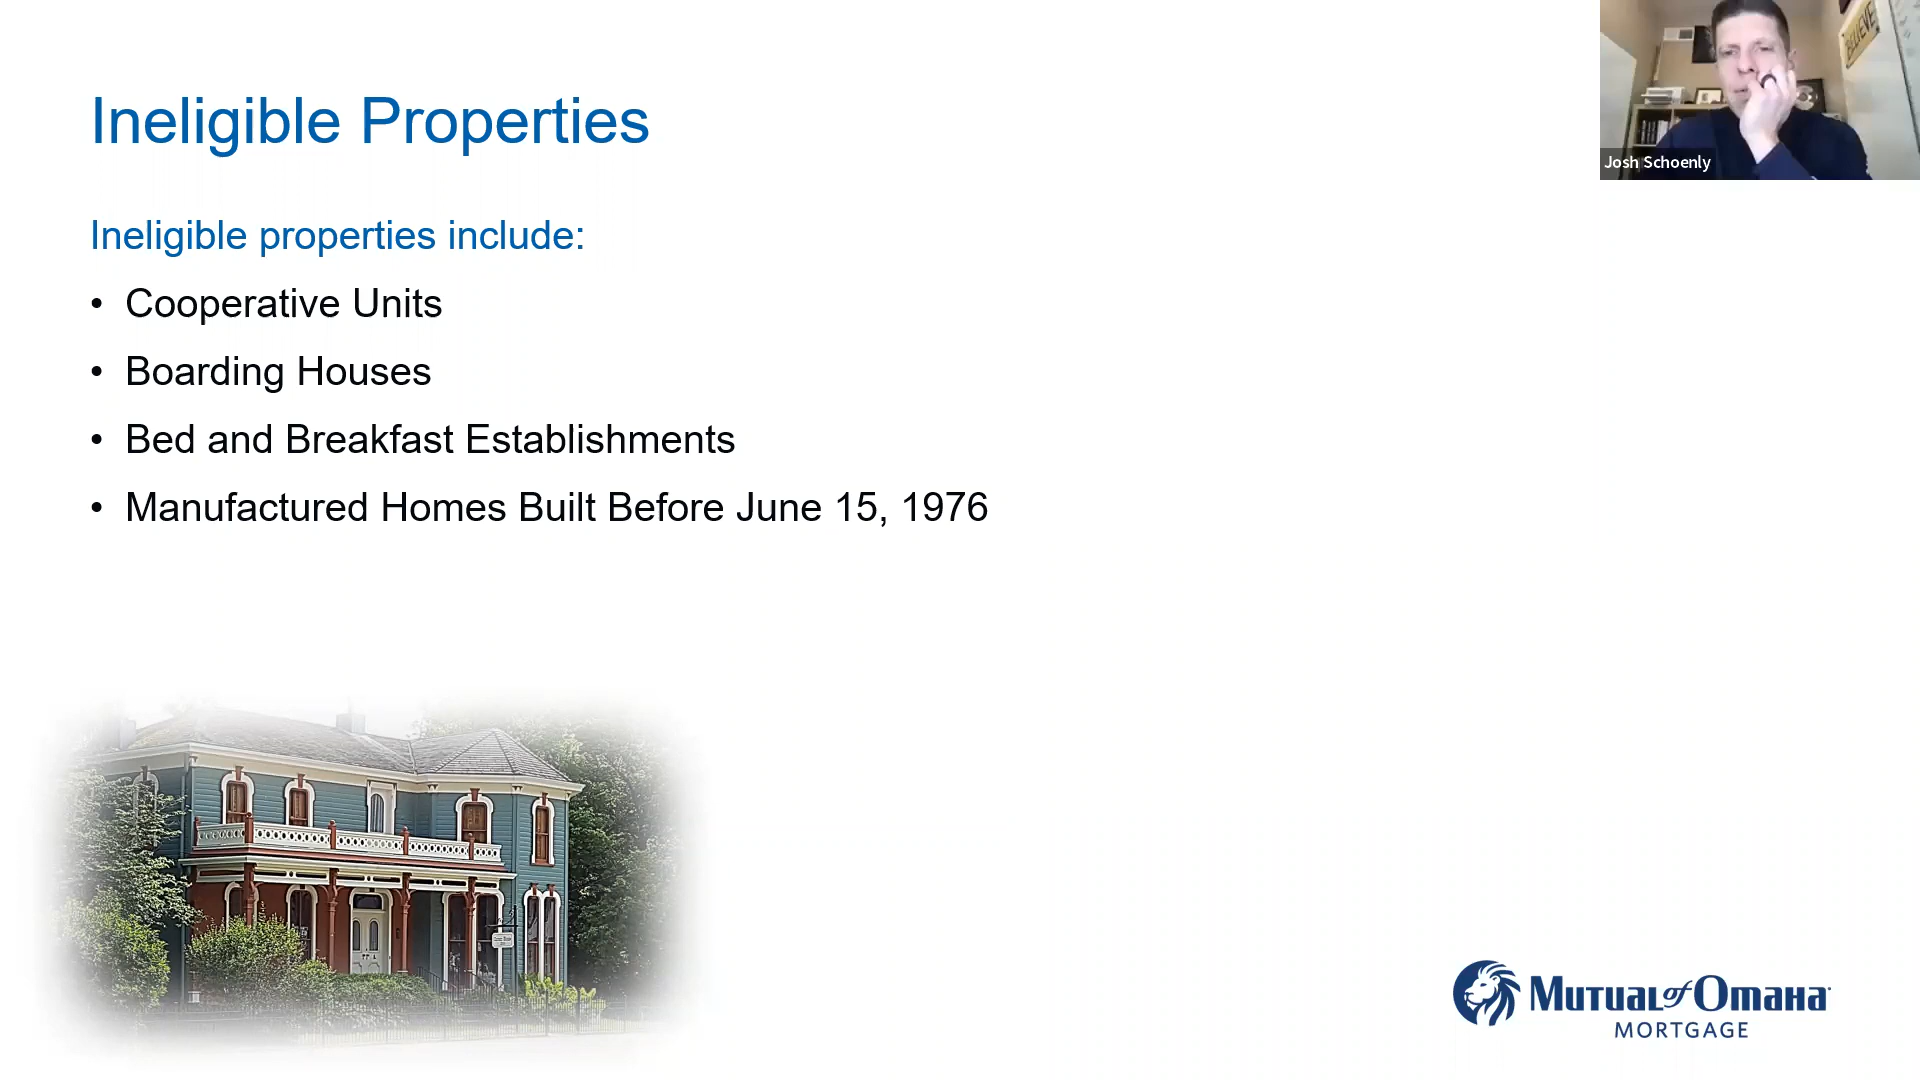 Ineligible Properties
Ineligible properties include:
• Cooperative Units
• Boarding Houses
• Bed and Breakfast Establishments
• Manufactured Homes Built Before June 15, 1976
BELIEVE
Josh Schoenly
Mutual of Omaha
MORTGAGE